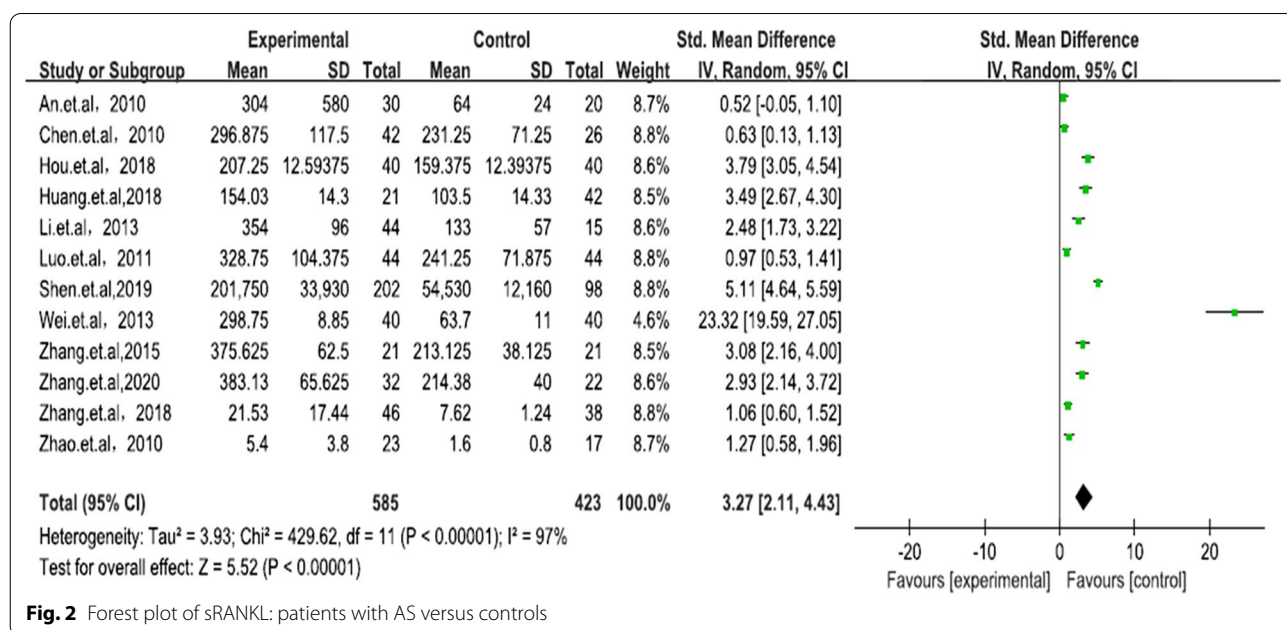 Experimental Control Std. Mean Difference Std. Mean Difference
Study or Subgroup Mean SD Total Mean SD Total Weight IV, Random, 95% CI IV, Random, 95% CI
An.et.al, 2010 304 580 30 64 24 20 8.7% 0.52 [-0.05, 1.10]
Chen.et.al, 2010 296.875 117.5 42 231.25 71.25 26 8.8% 0.63 [0.13, 1.13]
Hou.et.al, 2018 207.25 12.59375 40 159.375 12.39375 40 8.6% 3.79 [3.05, 4.54]
Huang.et.al,2018 154.03 14.3 21 103.5 14.33 42 8.5% 3.49 [2.67, 4.30]
Li.et.al, 2013 354 96 44 133 57 15 8.6% 2.48 [1.73, 3.22]
Luo.et.al, 2011 328.75 104.375 44 241.25 71.875 44 8.8% 0.97 [0.53, 1.41]
Shen.et.al,2019 201,750 33,930 202 54,530 12,160 98 8.8% 5.11 [4.64, 5.59]
Wei.et.al, 2013 298.75 8.85 40 63.7 11 40 4.6% 23.32 [19.59, 27.05]
Zhang.et.al,2015 375.625 62.5 21 213.125 38.125 21 8.5% 3.08 [2.16, 4.00]
Zhang.et.al,2020 383.13 65.625 32 214.38 40 22 8.6% 2.93 [2.14, 3.72]
Zhang.et.al, 2018 21.53 17.44 46 7.62 1.24 38 8.8% 1.06 [0.60, 1.52]
Zhao.et.al, 2010 5.4 3.8 23 1.6 0.8 17 8.7% 1.27 [0.58, 1.96]
Total (95% CI) 585 423 100.0% 3.27 [2.11, 4.43]
Heterogeneity: Tau² = 3.93; Chi² = 429.62, df = 11 (P < 0.00001); I² = 97%
Test for overall effect: Z = 5.52 (P < 0.00001)
-20 -10 0 10 20
Favours [experimental] Favours [control]
Fig. 2 Forest plot of sRANKL: patients with AS versus controls